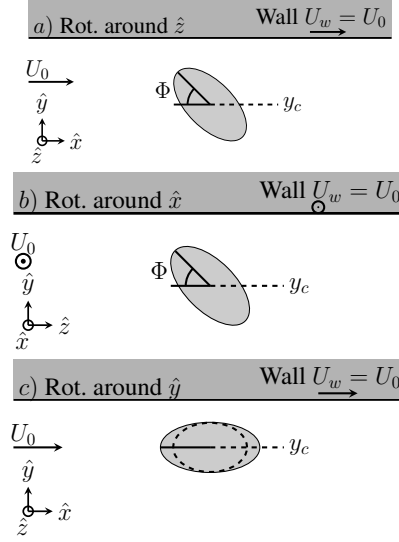 a) Rot. around ẑ
Wall U_w = U_0
U_0
Φ
y_c
ŷ
ẑ
x̂
b) Rot. around x̂
Wall U_w = U_0
U_0
Φ
y_c
ŷ
x̂
ẑ
c) Rot. around ŷ
Wall U_w = U_0
U_0
y_c
ŷ
ẑ
x̂